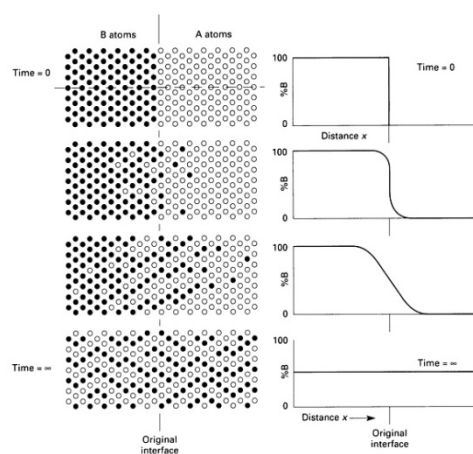 B atoms
A atoms
Time = 0
100
%B
0
Time = 0
Distance x
100
%B
0
100
%B
0
Time = ∞
100
%B
0
Time = ∞
Distance x
Original
interface
Original
interface